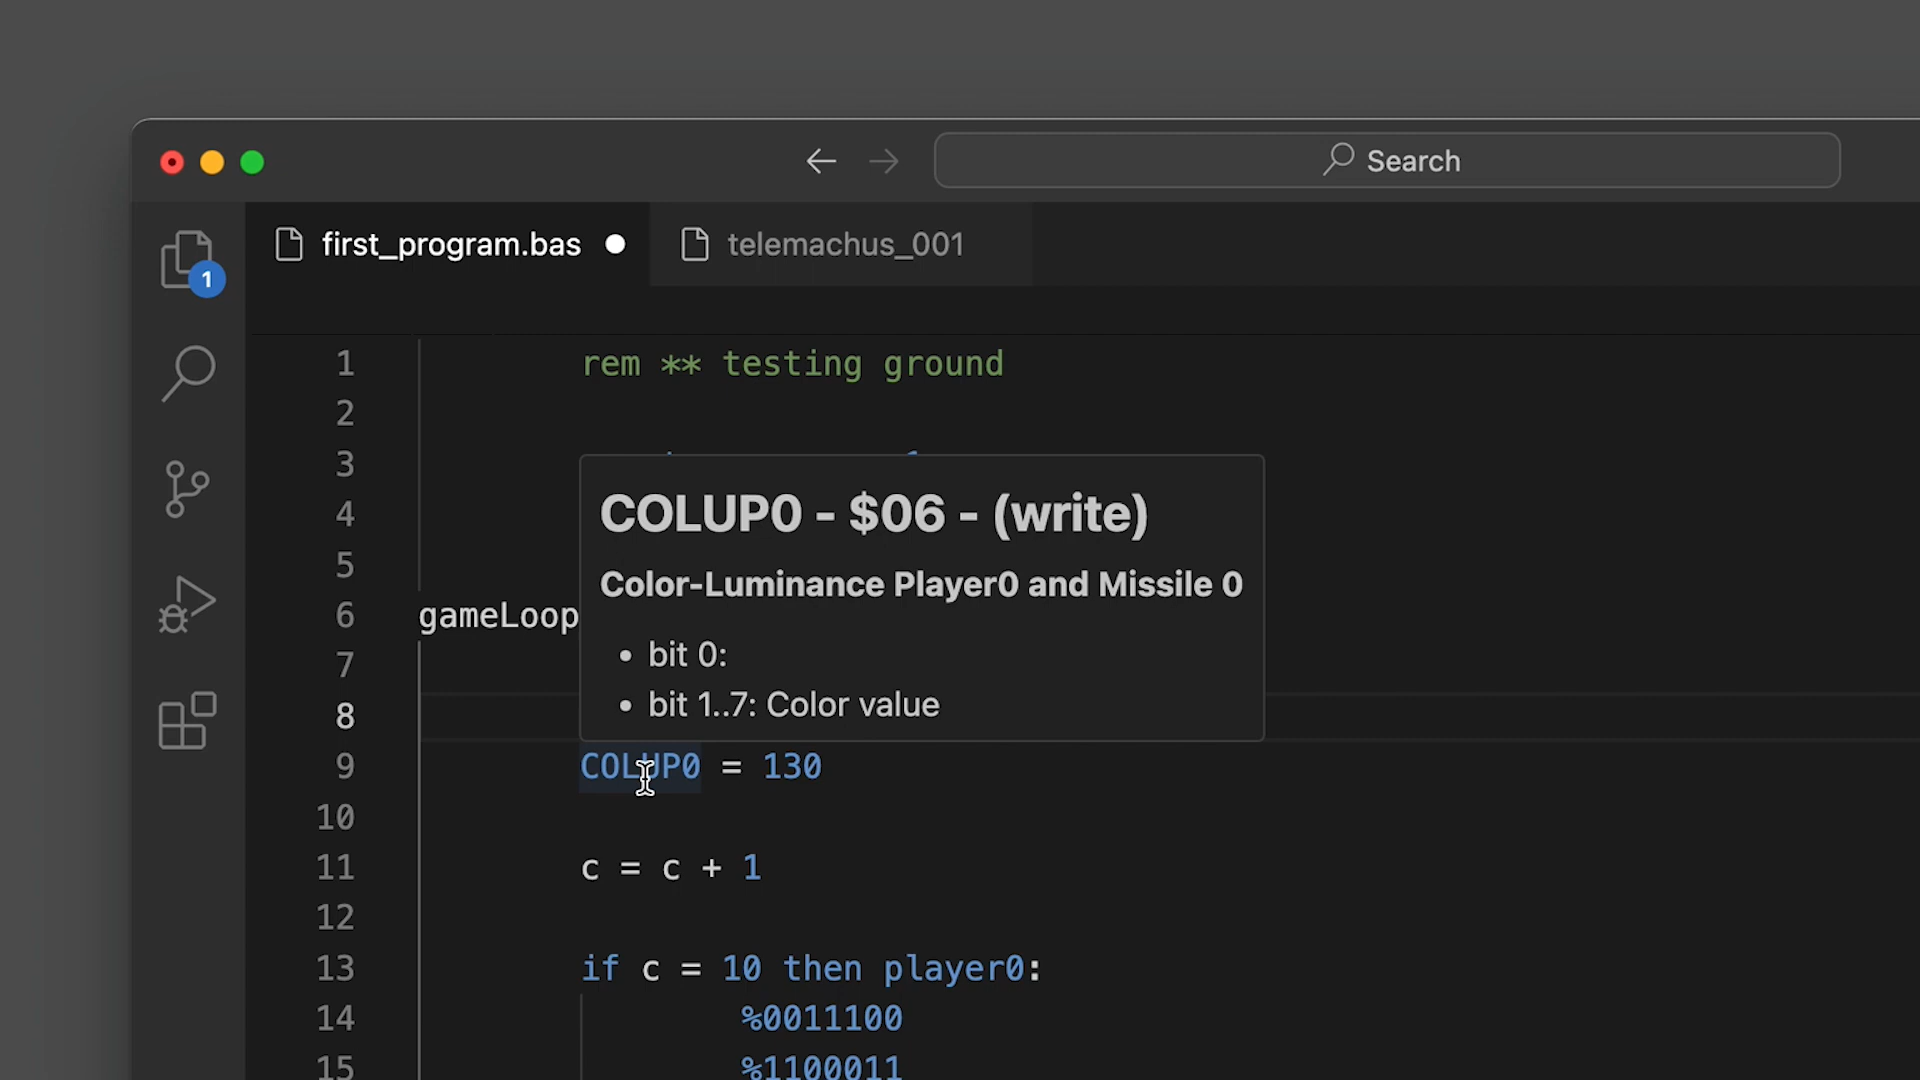 Search
first_program.bas
telemachus_001
1
1 rem ** testing ground
2
3
4
5
6 gameLoop
7
8
COLUP0 - $06 - (write)
Color-Luminance Player0 and Missile 0
• bit 0:
• bit 1..7: Color value
9 COLUP0 = 130
10
11 c = c + 1
12
13 if c = 10 then player0:
14 %0011100
15 %1100011